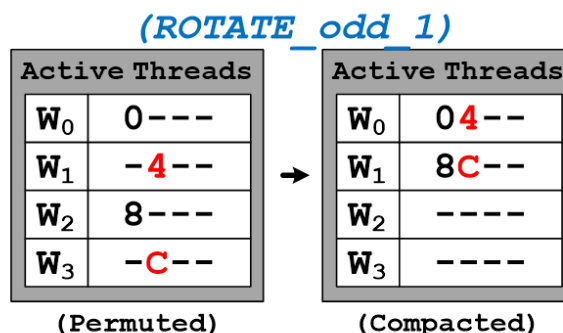 (ROTATE_odd_1)
Active Threads
W0 0---
W1 -4--
W2 8---
W3 -C--
(Permuted)
Active Threads
W0 04--
W1 8C--
W2 ----
W3 ----
(Compacted)